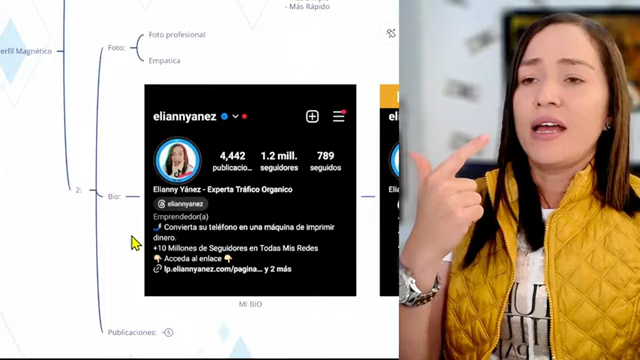 - Más Rápido
Foto profesional
Foto:
Empatica
erfil Magnético
eliannyanez
4,442
1.2 mill.
789
publicacio...
seguidores
seguidos
Elianny Yánez - Experta Tráfico Organico
eliannyanez
Emprendedor(a)
Convierta su teléfono en una máquina de imprimir
dinero.
+10 Millones de Seguidores en Todas Mis Redes
Acceda al enlace
lp.eliannyanez.com/pagina... y 2 más
2:
Bio:
MI BIO
Publicaciones:
5